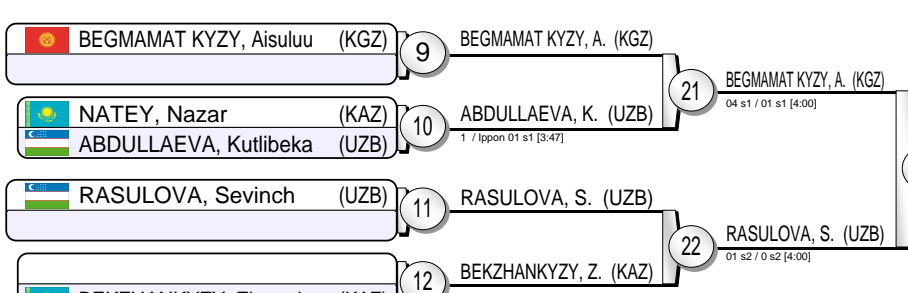 BEGMAMAT KYZY, Aisuluu (KGZ)
9
BEGMAMAT KYZY, A. (KGZ)
21
BEGMAMAT KYZY, A. (KGZ)
04 s1 / 01 s1 [4:00]
NATEY, Nazar (KAZ)
ABDULLAEVA, Kutlibeka (UZB)
10
ABDULLAEVA, K. (UZB)
1 / Ippon 01 s1 [3:47]
RASULOVA, Sevinch (UZB)
11
RASULOVA, S. (UZB)
22
RASULOVA, S. (UZB)
01 s2 / 0 s2 [4:00]
12
BEKZHANKYZY, Z. (KAZ)
BEKZHANKYZY, (KAZ)